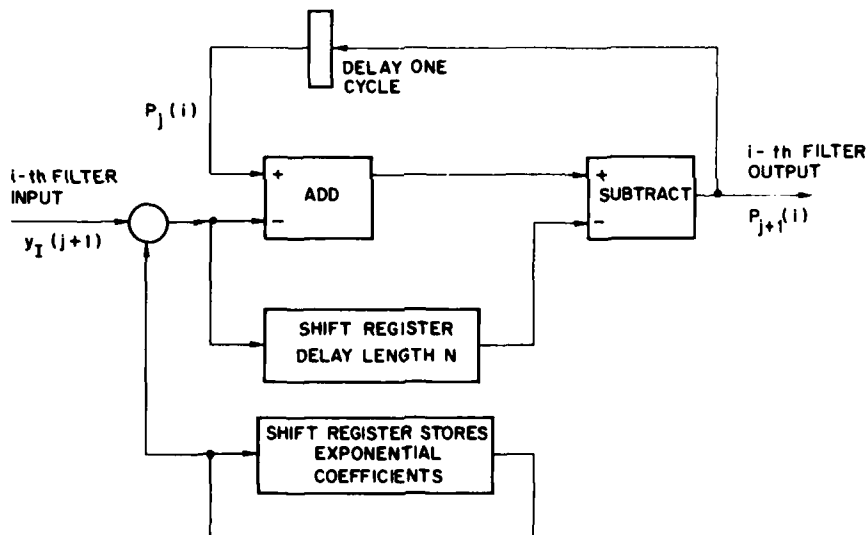 DELAY ONE
CYCLE
P_j(i)
i-th FILTER
INPUT
y_I(j+1)
+
-
ADD
+
-
SUBTRACT
i-th FILTER
OUTPUT
P_{j+1}(i)
SHIFT REGISTER
DELAY LENGTH N
SHIFT REGISTER STORES
EXPONENTIAL
COEFFICIENTS